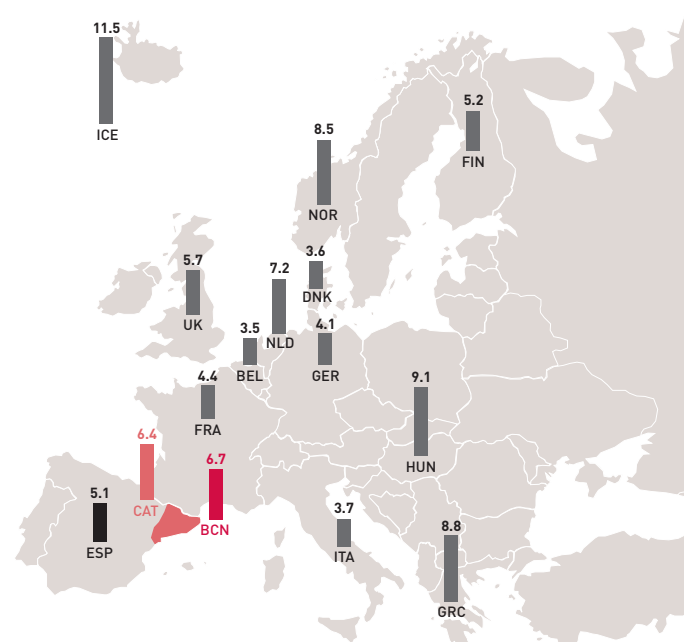 11.5
ICE
5.2
FIN
8.5
NOR
5.7
UK
7.2
NLD
3.6
DNK
3.5
BEL
4.1
GER
4.4
FRA
9.1
HUN
6.4
CAT
6.7
BCN
5.1
ESP
3.7
ITA
8.8
GRC